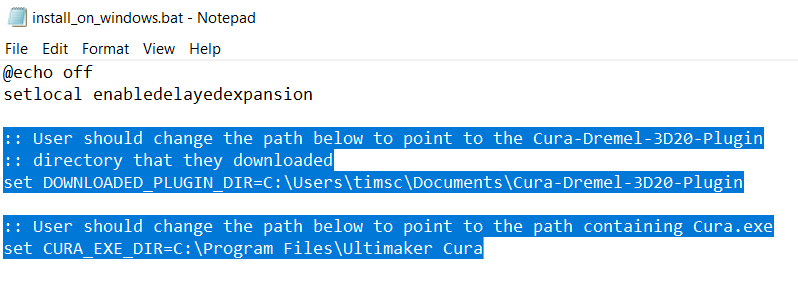 install_on_windows.bat - Notepad
File Edit Format View Help
@echo off
setlocal enabledelayedexpansion
:: User should change the path below to point to the Cura-Dremel-3D20-Plugin
:: directory that they downloaded
set DOWNLOADED_PLUGIN_DIR=C:\Users\timsc\Documents\Cura-Dremel-3D20-Plugin
:: User should change the path below to point to the path containing Cura.exe
set CURA_EXE_DIR=C:\Program Files\Ultimaker Cura